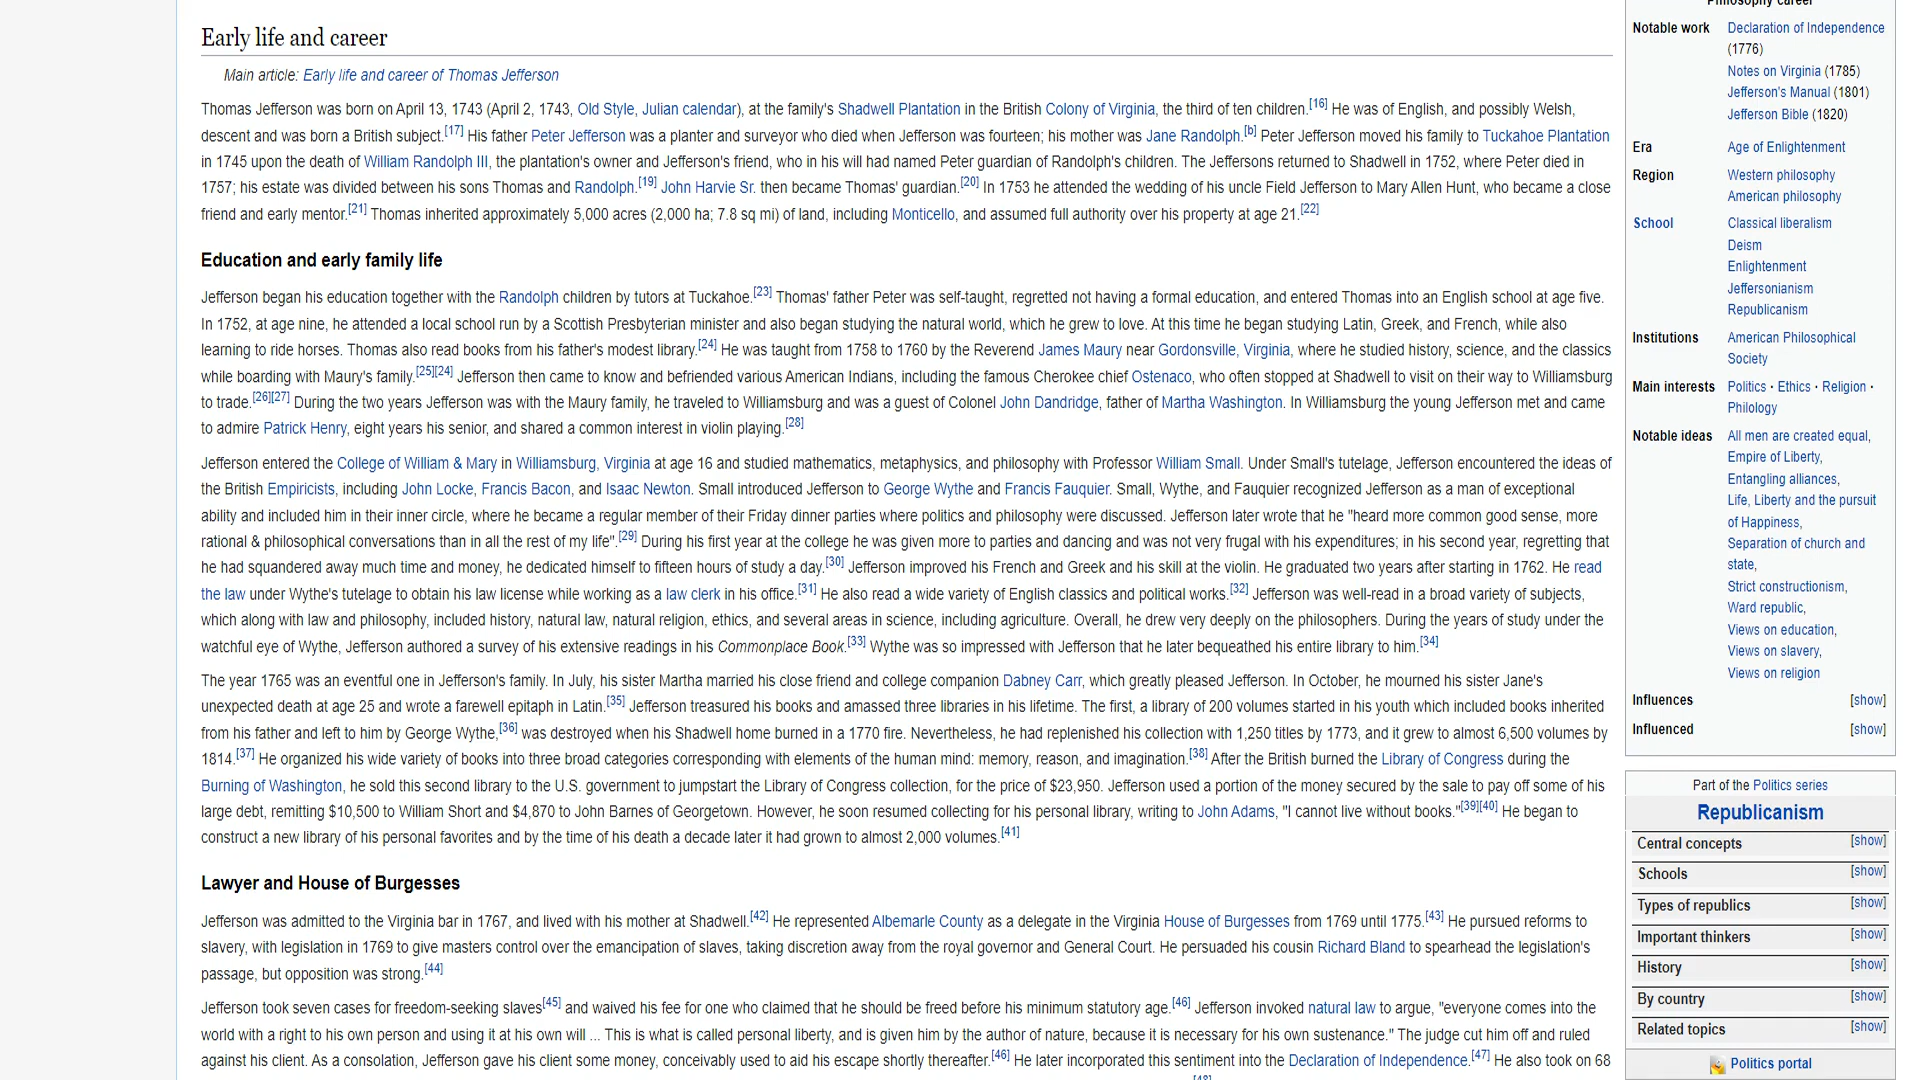 Early life and career
Main article: Early life and career of Thomas Jefferson
Thomas Jefferson was born on April 13, 1743 (April 2, 1743, Old Style, Julian calendar), at the family's Shadwell Plantation in the British Colony of Virginia, the third of ten children.[16] He was of English, and possibly Welsh,
descent and was born a British subject.[17] His father Peter Jefferson was a planter and surveyor who died when Jefferson was fourteen; his mother was Jane Randolph.[b] Peter Jefferson moved his family to Tuckahoe Plantation
in 1745 upon the death of William Randolph III, the plantation's owner and Jefferson's friend, who in his will had named Peter guardian of Randolph's children. The Jeffersons returned to Shadwell in 1752, where Peter died in
1757; his estate was divided between his sons Thomas and Randolph.[19] John Harvie Sr. then became Thomas' guardian.[20] In 1753 he attended the wedding of his uncle Field Jefferson to Mary Allen Hunt, who became a close
friend and early mentor.[21] Thomas inherited approximately 5,000 acres (2,000 ha; 7.8 sq mi) of land, including Monticello, and assumed full authority over his property at age 21.[22]
Education and early family life
Jefferson began his education together with the Randolph children by tutors at Tuckahoe.[23] Thomas' father Peter was self-taught, regretted not having a formal education, and entered Thomas into an English school at age five.
In 1752, at age nine, he attended a local school run by a Scottish Presbyterian minister and also began studying the natural world, which he grew to love. At this time he began studying Latin, Greek, and French, while also
learning to ride horses. Thomas also read books from his father's modest library.[24] He was taught from 1758 to 1760 by the Reverend James Maury near Gordonsville, Virginia, where he studied history, science, and the classics
while boarding with Maury's family.[25][24] Jefferson then came to know and befriended various American Indians, including the famous Cherokee chief Ostenaco, who often stopped at Shadwell to visit on their way to Williamsburg
to trade.[26][27] During the two years Jefferson was with the Maury family, he traveled to Williamsburg and was a guest of Colonel John Dandridge, father of Martha Washington. In Williamsburg the young Jefferson met and came
to admire Patrick Henry, eight years his senior, and shared a common interest in violin playing.[28]
Jefferson entered the College of William & Mary in Williamsburg, Virginia at age 16 and studied mathematics, metaphysics, and philosophy with Professor William Small. Under Small's tutelage, Jefferson encountered the ideas of
the British Empiricists, including John Locke, Francis Bacon, and Isaac Newton. Small introduced Jefferson to George Wythe and Francis Fauquier. Small, Wythe, and Fauquier recognized Jefferson as a man of exceptional
ability and included him in their inner circle, where he became a regular member of their Friday dinner parties where politics and philosophy were discussed. Jefferson later wrote that he "heard more common good sense, more
rational & philosophical conversations than in all the rest of my life".[29] During his first year at the college he was given more to parties and dancing and was not very frugal with his expenditures; in his second year, regretting that
he had squandered away much time and money, he dedicated himself to fifteen hours of study a day.[30] Jefferson improved his French and Greek and his skill at the violin. He graduated two years after starting in 1762. He read
the law under Wythe's tutelage to obtain his law license while working as a law clerk in his office.[31] He also read a wide variety of English classics and political works.[32] Jefferson was well-read in a broad variety of subjects,
which along with law and philosophy, included history, natural law, natural religion, ethics, and several areas in science, including agriculture. Overall, he drew very deeply on the philosophers. During the years of study under the
watchful eye of Wythe, Jefferson authored a survey of his extensive readings in his Commonplace Book.[33] Wythe was so impressed with Jefferson that he later bequeathed his entire library to him.[34]
The year 1765 was an eventful one in Jefferson's family. In July, his sister Martha married his close friend and college companion Dabney Carr, which greatly pleased Jefferson. In October, he mourned his sister Jane's
unexpected death at age 25 and wrote a farewell epitaph in Latin.[35] Jefferson treasured his books and amassed three libraries in his lifetime. The first, a library of 200 volumes started in his youth which included books inherited
from his father and left to him by George Wythe,[36] was destroyed when his Shadwell home burned in a 1770 fire. Nevertheless, he had replenished his collection with 1,250 titles by 1773, and it grew to almost 6,500 volumes by
1814.[37] He organized his wide variety of books into three broad categories corresponding with elements of the human mind: memory, reason, and imagination.[38] After the British burned the Library of Congress during the
Burning of Washington, he sold this second library to the U.S. government to jumpstart the Library of Congress collection, for the price of $23,950. Jefferson used a portion of the money secured by the sale to pay off some of his
large debt, remitting $10,500 to William Short and $4,870 to John Barnes of Georgetown. However, he soon resumed collecting for his personal library, writing to John Adams, "I cannot live without books."[39][40] He began to
construct a new library of his personal favorites and by the time of his death a decade later it had grown to almost 2,000 volumes.[41]
Lawyer and House of Burgesses
Jefferson was admitted to the Virginia bar in 1767, and lived with his mother at Shadwell.[42] He represented Albemarle County as a delegate in the Virginia House of Burgesses from 1769 until 1775.[43] He pursued reforms to
slavery, with legislation in 1769 to give masters control over the emancipation of slaves, taking discretion away from the royal governor and General Court. He persuaded his cousin Richard Bland to spearhead the legislation's
passage, but opposition was strong.[44]
Jefferson took seven cases for freedom-seeking slaves[45] and waived his fee for one who claimed that he should be freed before his minimum statutory age.[46] Jefferson invoked natural law to argue, "everyone comes into the
world with a right to his own person and using it at his own will ... This is what is called personal liberty, and is given him by the author of nature, because it is necessary for his own sustenance." The judge cut him off and ruled
against his client. As a consolation, Jefferson gave his client some money, conceivably used to aid his escape shortly thereafter.[46] He later incorporated this sentiment into the Declaration of Independence.[47] He also took on 68
[48]
Philosophy career
Notable work Declaration of Independence
(1776)
Notes on Virginia (1785)
Jefferson's Manual (1801)
Jefferson Bible (1820)
Era Age of Enlightenment
Region Western philosophy
American philosophy
School Classical liberalism
Deism
Enlightenment
Jeffersonianism
Republicanism
Institutions American Philosophical
Society
Main interests Politics · Ethics · Religion ·
Philology
Notable ideas All men are created equal,
Empire of Liberty,
Entangling alliances,
Life, Liberty and the pursuit
of Happiness,
Separation of church and
state,
Strict constructionism,
Ward republic,
Views on education,
Views on slavery,
Views on religion
Influences [show]
Influenced [show]
Part of the Politics series
Republicanism
Central concepts [show]
Schools [show]
Types of republics [show]
Important thinkers [show]
History [show]
By country [show]
Related topics [show]
Politics portal